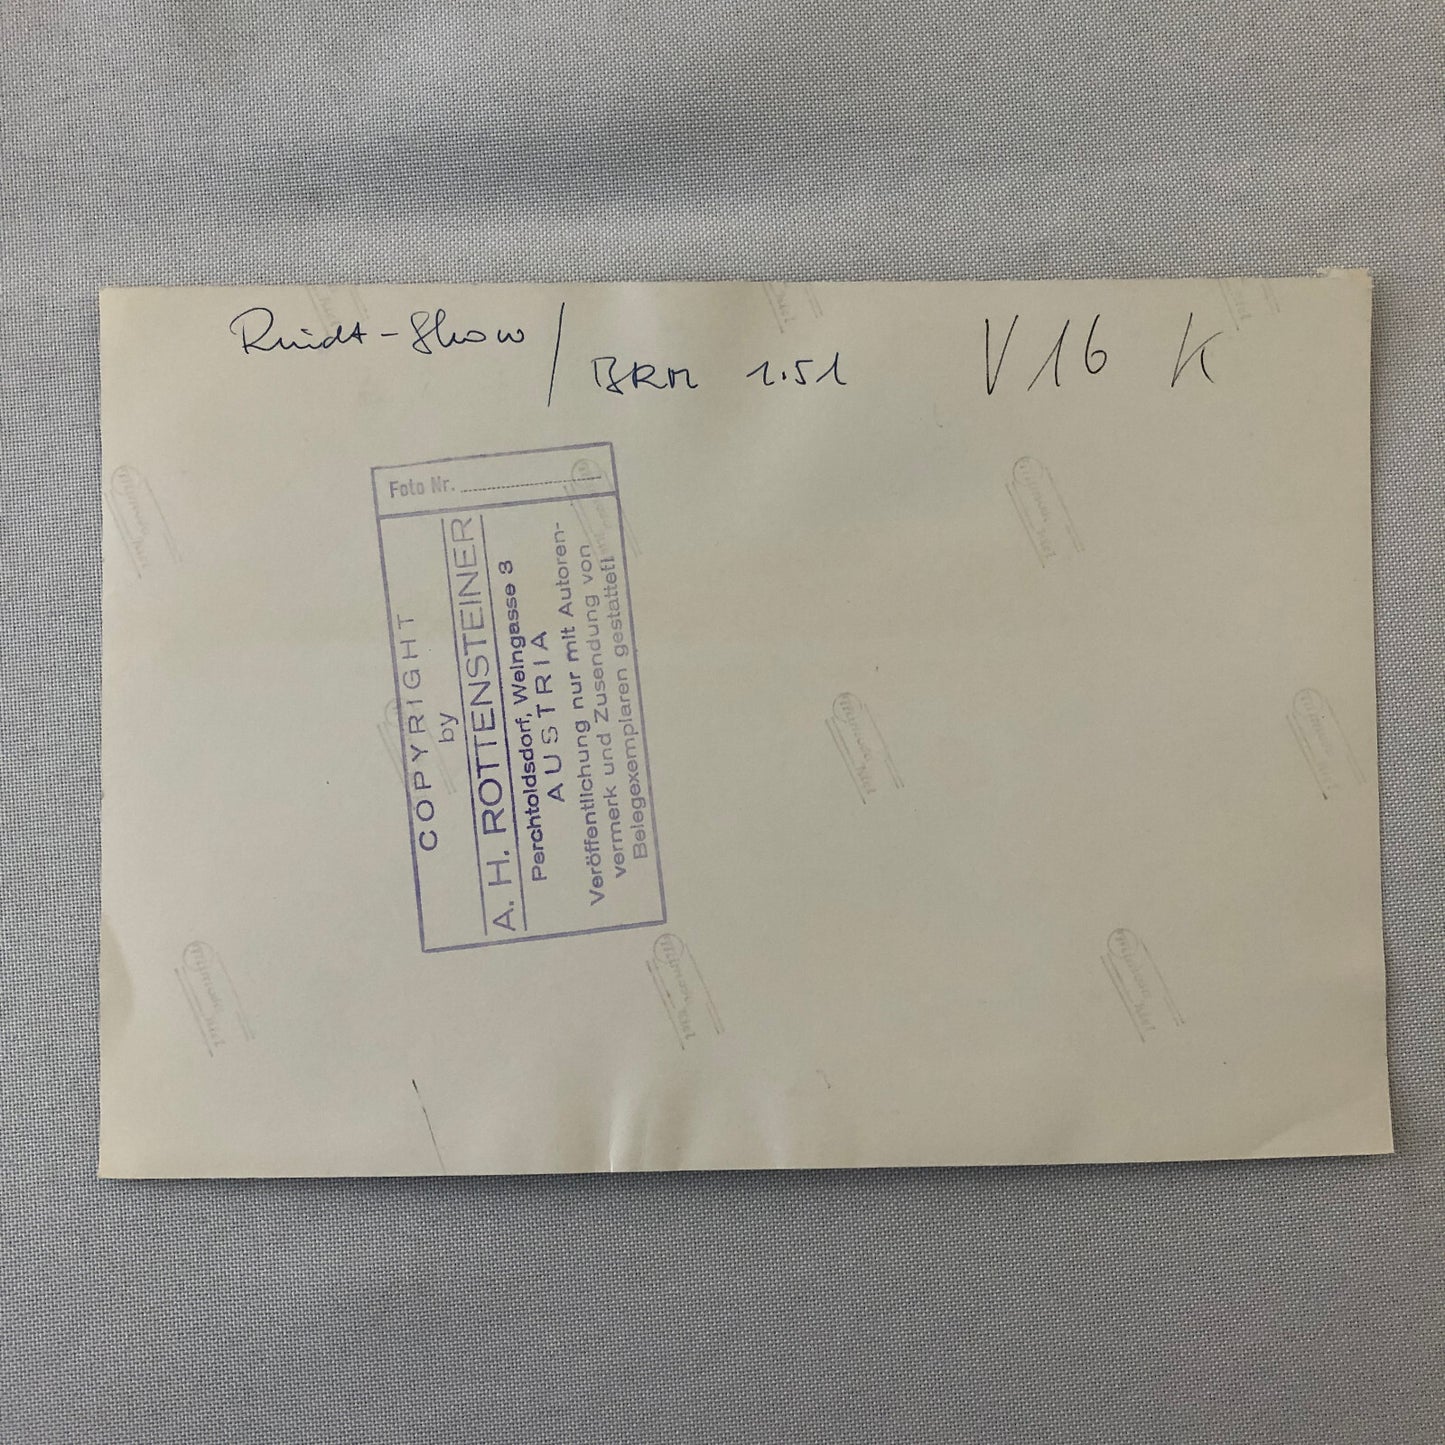 Rindt-Show / BRM 1.5l V16 K
Foto Nr.
COPYRIGHT
by
A. H. ROTTENSTEINER
Perchtoldsdorf, Weingasse 3
AUSTRIA
Veröffentlichung nur mit Autoren-
vermerk und Zusendung von
Belegexemplaren gestattet!